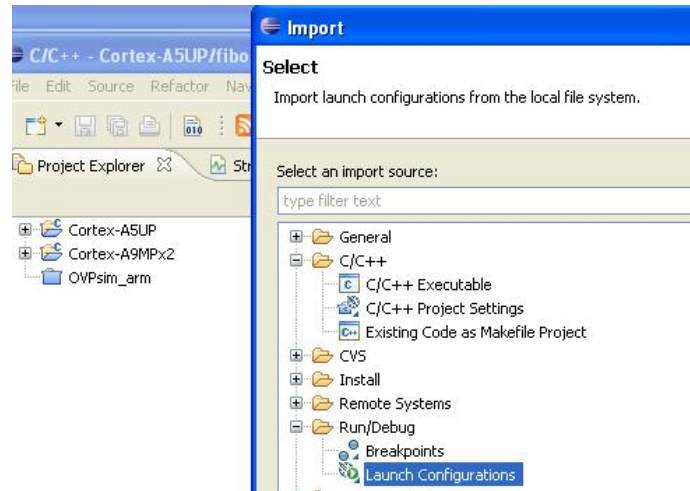 Import
C/C++ - Cortex-A5UP/fibo
File Edit Source Refactor Nav
Select
Import launch configurations from the local file system.
010
Project Explorer
Str
Select an import source:
type filter text
Cortex-A5UP
Cortex-A9MPx2
OVPsim_arm
General
C/C++
C/C++ Executable
C/C++ Project Settings
Existing Code as Makefile Project
CVS
Install
Remote Systems
Run/Debug
Breakpoints
Launch Configurations